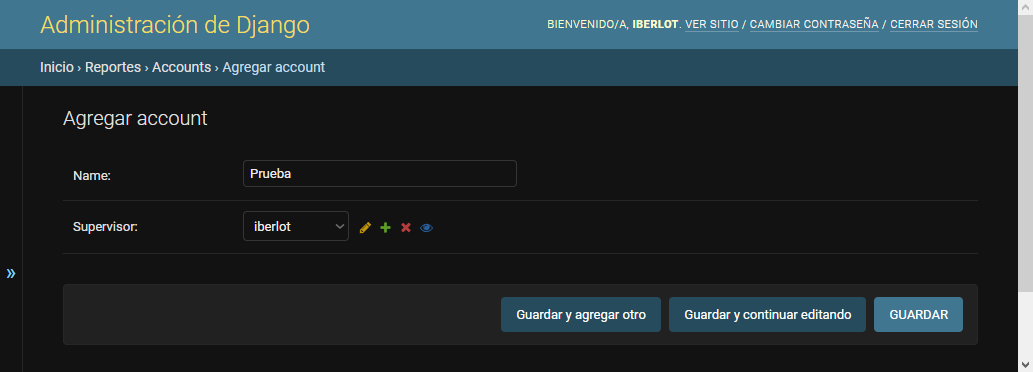 Administración de Django
BIENVENIDO/A, IBERLOT. VER SITIO / CAMBIAR CONTRASEÑA / CERRAR SESIÓN
Inicio › Reportes › Accounts › Agregar account
Agregar account
Name: Prueba
Supervisor: iberlot
»
Guardar y agregar otro Guardar y continuar editando GUARDAR